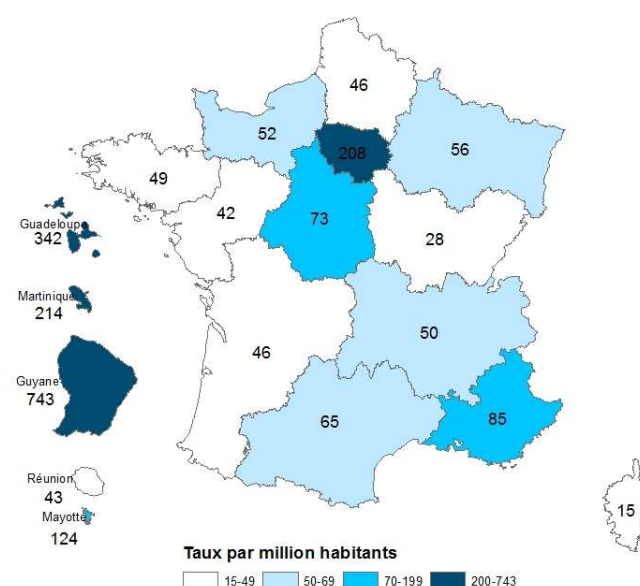 46
52
208
56
49
42
73
28
Guadeloupe
342
Martinique
214
50
46
Guyane
743
65
85
Réunion
43
15
Mayotte
124
Taux par million habitants
15-49 50-69 70-199 200-743